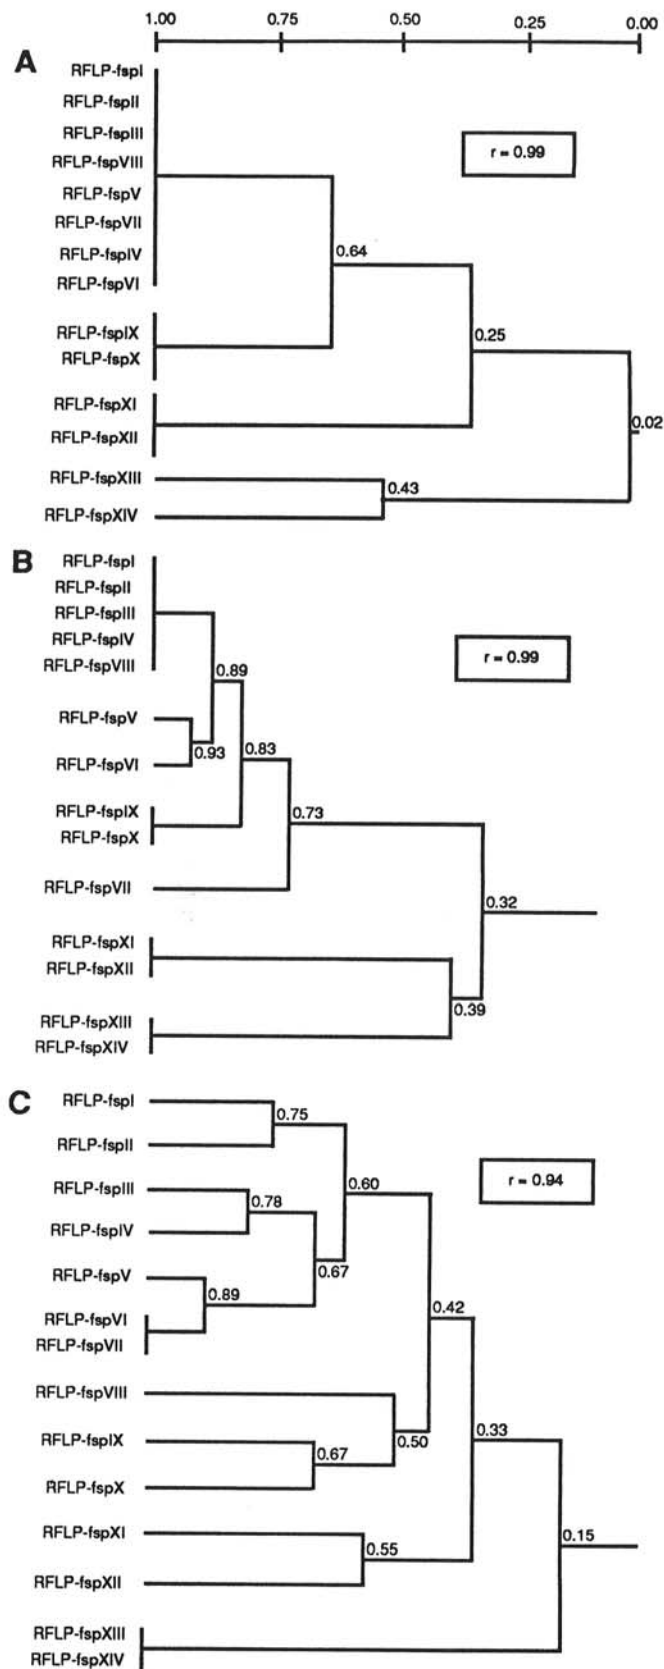 1.00 0.75 0.50 0.25 0.00
A
RFLP-fspI
RFLP-fspII
RFLP-fspIII
RFLP-fspVIII
r = 0.99
RFLP-fspV
RFLP-fspVII
RFLP-fspIV
0.64
RFLP-fspVI
RFLP-fspIX
0.25
RFLP-fspX
RFLP-fspXI
0.02
RFLP-fspXII
RFLP-fspXIII
0.43
RFLP-fspXIV
B
RFLP-fspI
RFLP-fspII
RFLP-fspIII
RFLP-fspIV
RFLP-fspVIII
r = 0.99
0.89
RFLP-fspV
0.93 0.83
RFLP-fspVI
RFLP-fspIX
0.73
RFLP-fspX
RFLP-fspVII
0.32
RFLP-fspXI
RFLP-fspXII
0.39
RFLP-fspXIII
RFLP-fspXIV
C
RFLP-fspI
0.75
RFLP-fspII
RFLP-fspIII
r = 0.94
0.60
0.78
RFLP-fspIV
0.67
RFLP-fspV
0.89
RFLP-fspVI
0.42
RFLP-fspVII
RFLP-fspVIII
0.33
RFLP-fspIX
0.50
0.67
RFLP-fspX
RFLP-fspXI
0.15
0.55
RFLP-fspXII
RFLP-fspXIII
RFLP-fspXIV